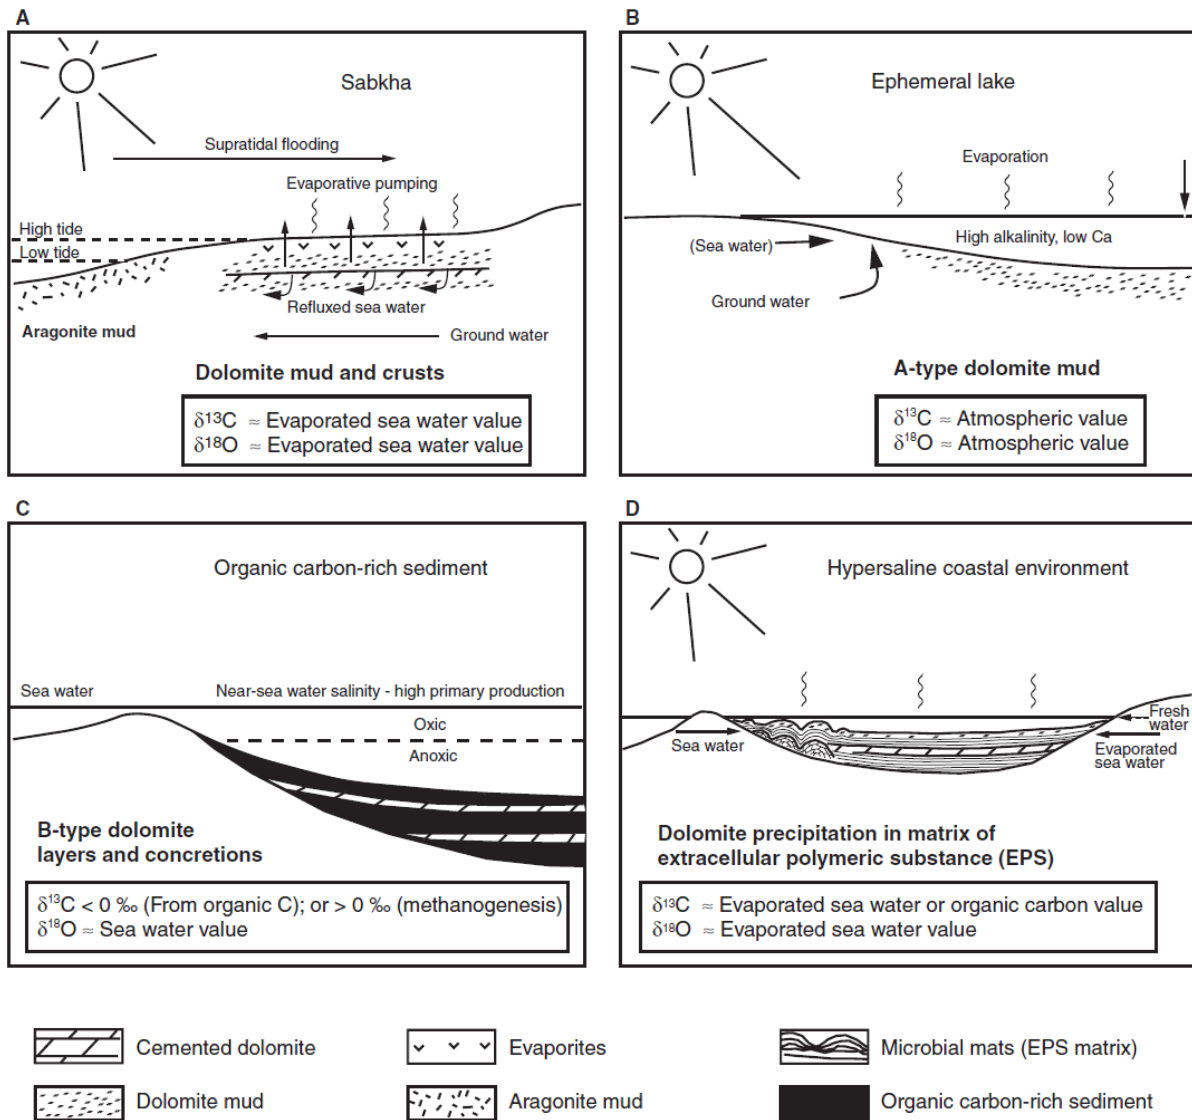 A
Sabkha
Supratidal flooding
Evaporative pumping
High tide
Low tide
Refluxed sea water
Aragonite mud
Ground water
Dolomite mud and crusts
δ13C ≈ Evaporated sea water value
δ18O ≈ Evaporated sea water value
B
Ephemeral lake
Evaporation
(Sea water)
High alkalinity, low Ca
Ground water
A-type dolomite mud
δ¹³C ≈ Atmospheric value
δ¹⁸O ≈ Atmospheric value
C
Organic carbon-rich sediment
Sea water
Near-sea water salinity - high primary production
Oxic
Anoxic
B-type dolomite
layers and concretions
δ¹³C < 0 ‰ (From organic C); or > 0 ‰ (methanogenesis)
δ¹⁸O ≈ Sea water value
D
Hypersaline coastal environment
Sea water
Fresh
water
Evaporated
sea water
Dolomite precipitation in matrix of
extracellular polymeric substance (EPS)
δ¹³C ≈ Evaporated sea water or organic carbon value
δ¹⁸O ≈ Evaporated sea water value
Cemented dolomite
Evaporites
Microbial mats (EPS matrix)
Dolomite mud
Aragonite mud
Organic carbon-rich sediment